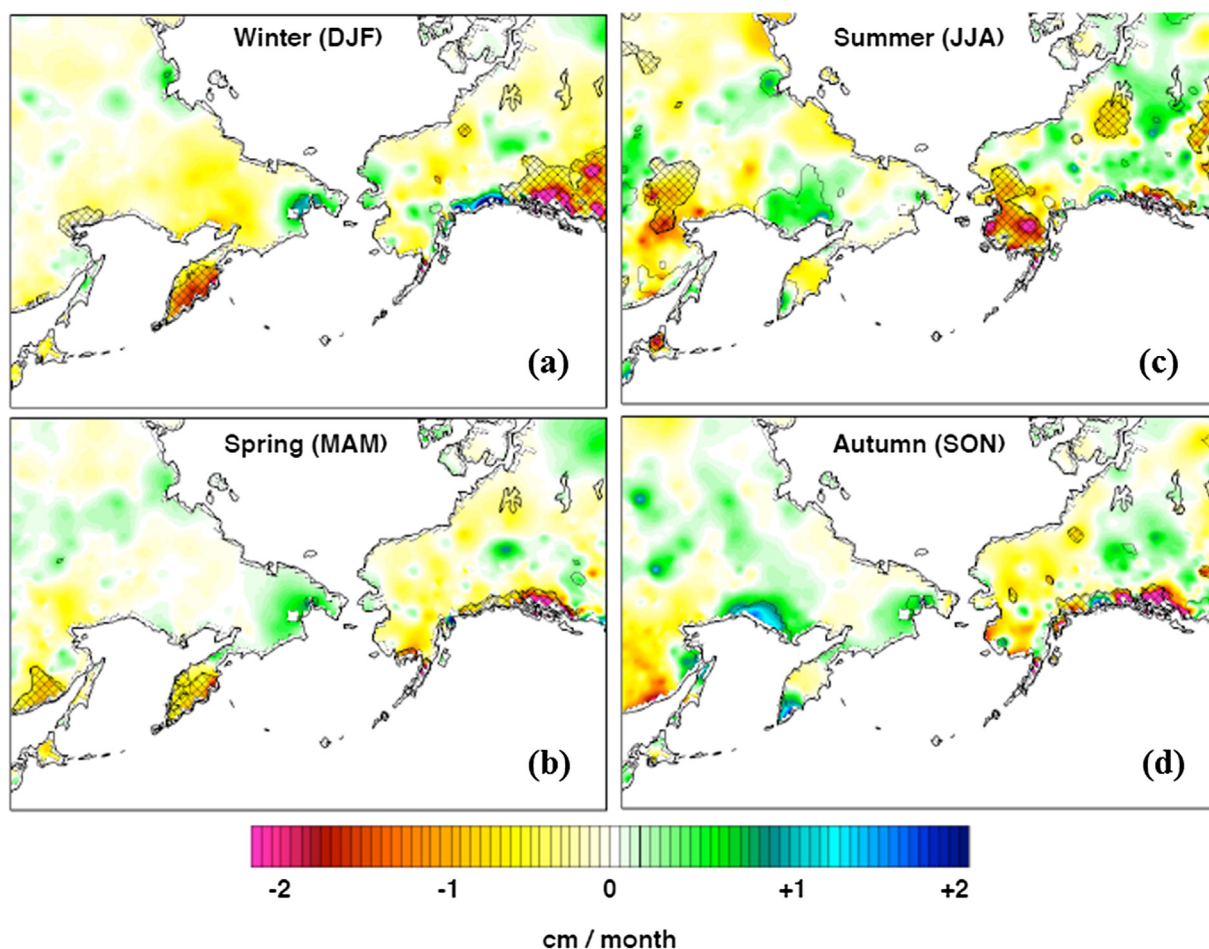 Winter (DJF)
(a)
Summer (JJA)
(c)
Spring (MAM)
(b)
Autumn (SON)
(d)
-2 -1 0 +1 +2
cm / month